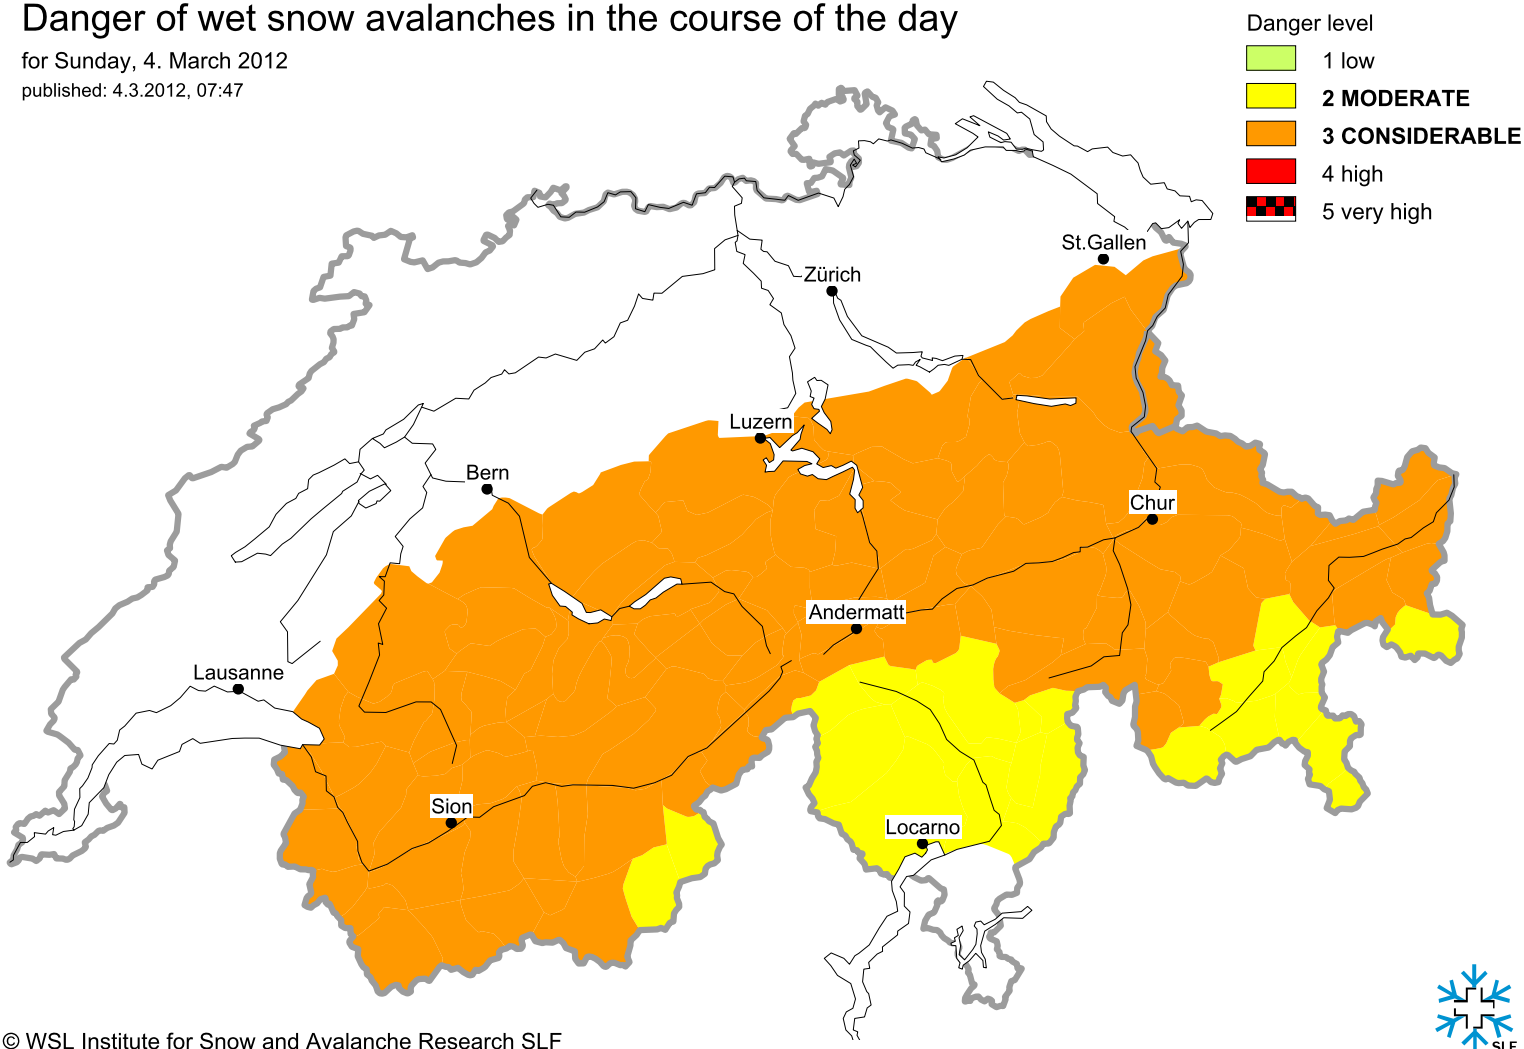 Danger of wet snow avalanches in the course of the day
for Sunday, 4. March 2012
published: 4.3.2012, 07:47
Danger level
1 low
2 MODERATE
3 CONSIDERABLE
4 high
5 very high
St.Gallen
Zürich
Luzern
Bern
Chur
Andermatt
Lausanne
Sion
Locarno
© WSL Institute for Snow and Avalanche Research SLF
SLF